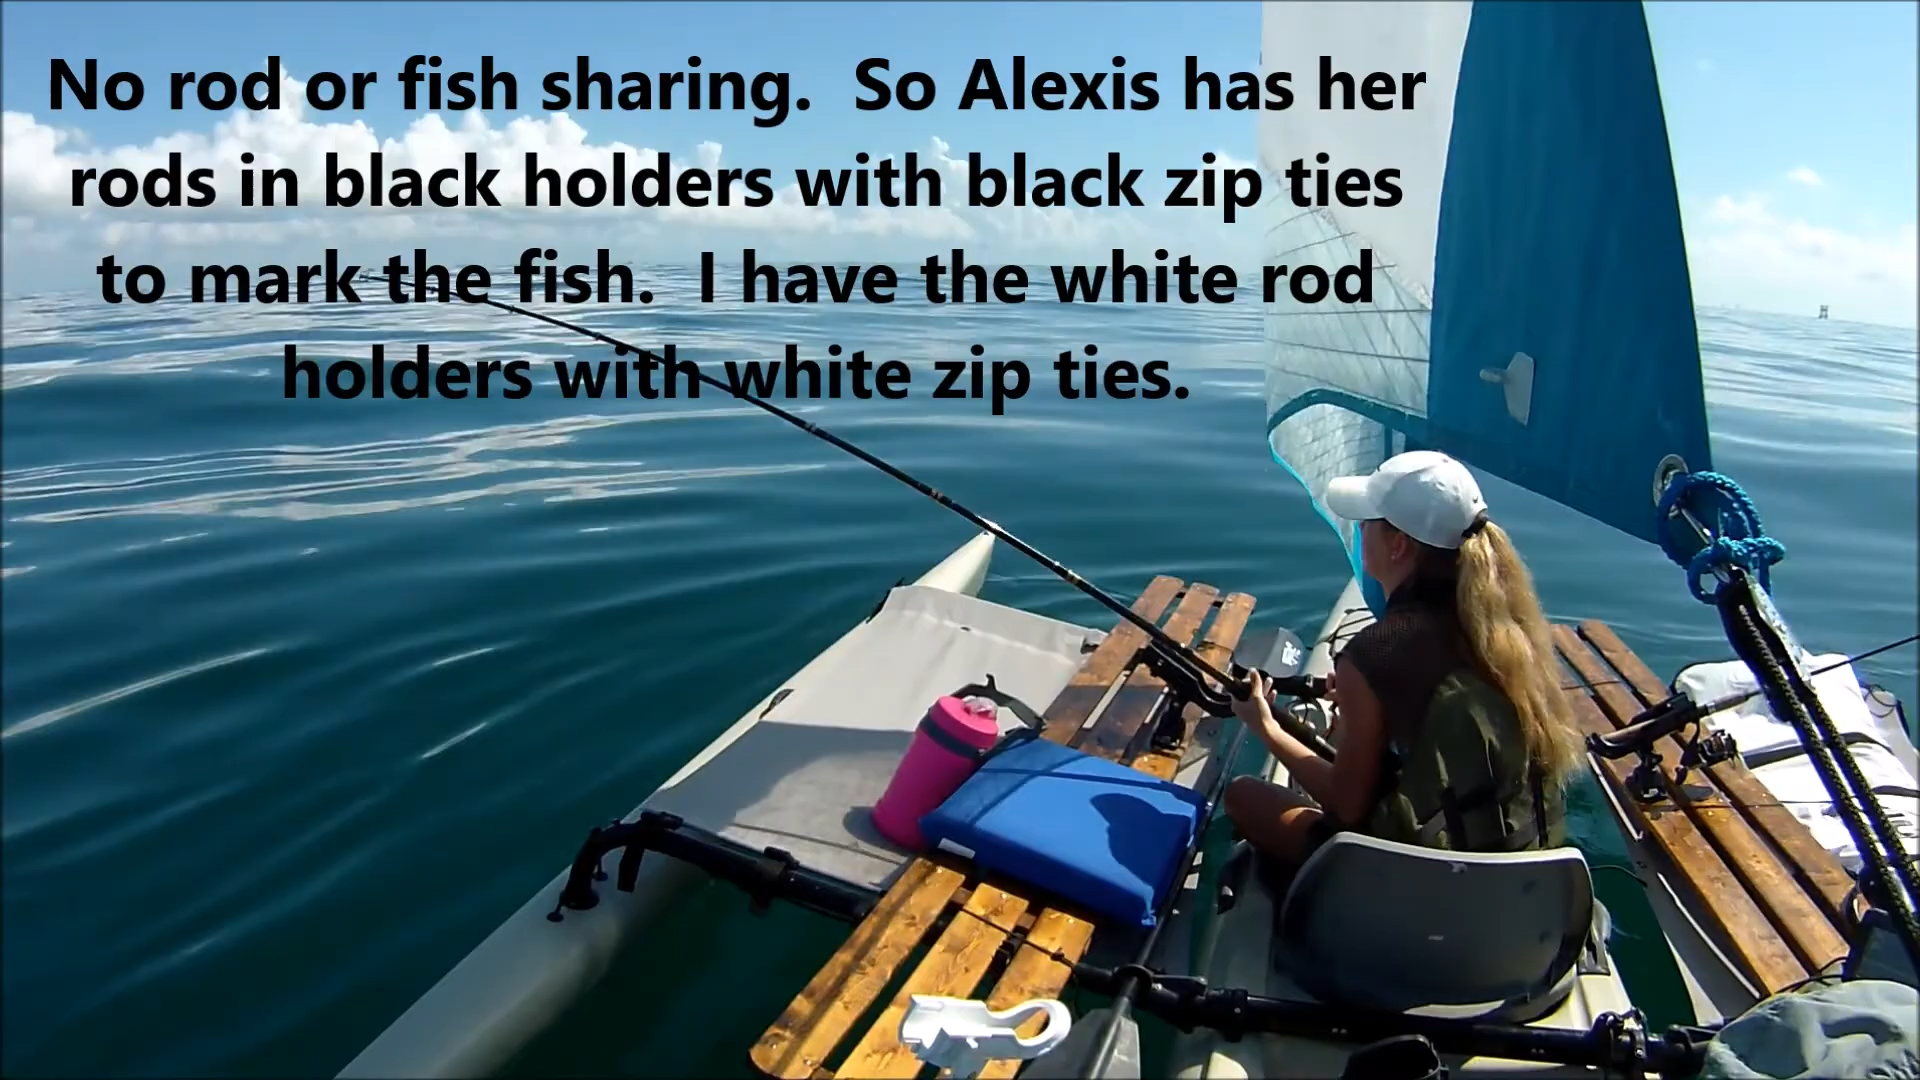 No rod or fish sharing.  So Alexis has her
rods in black holders with black zip ties
to mark the fish.  I have the white rod
holders with white zip ties.